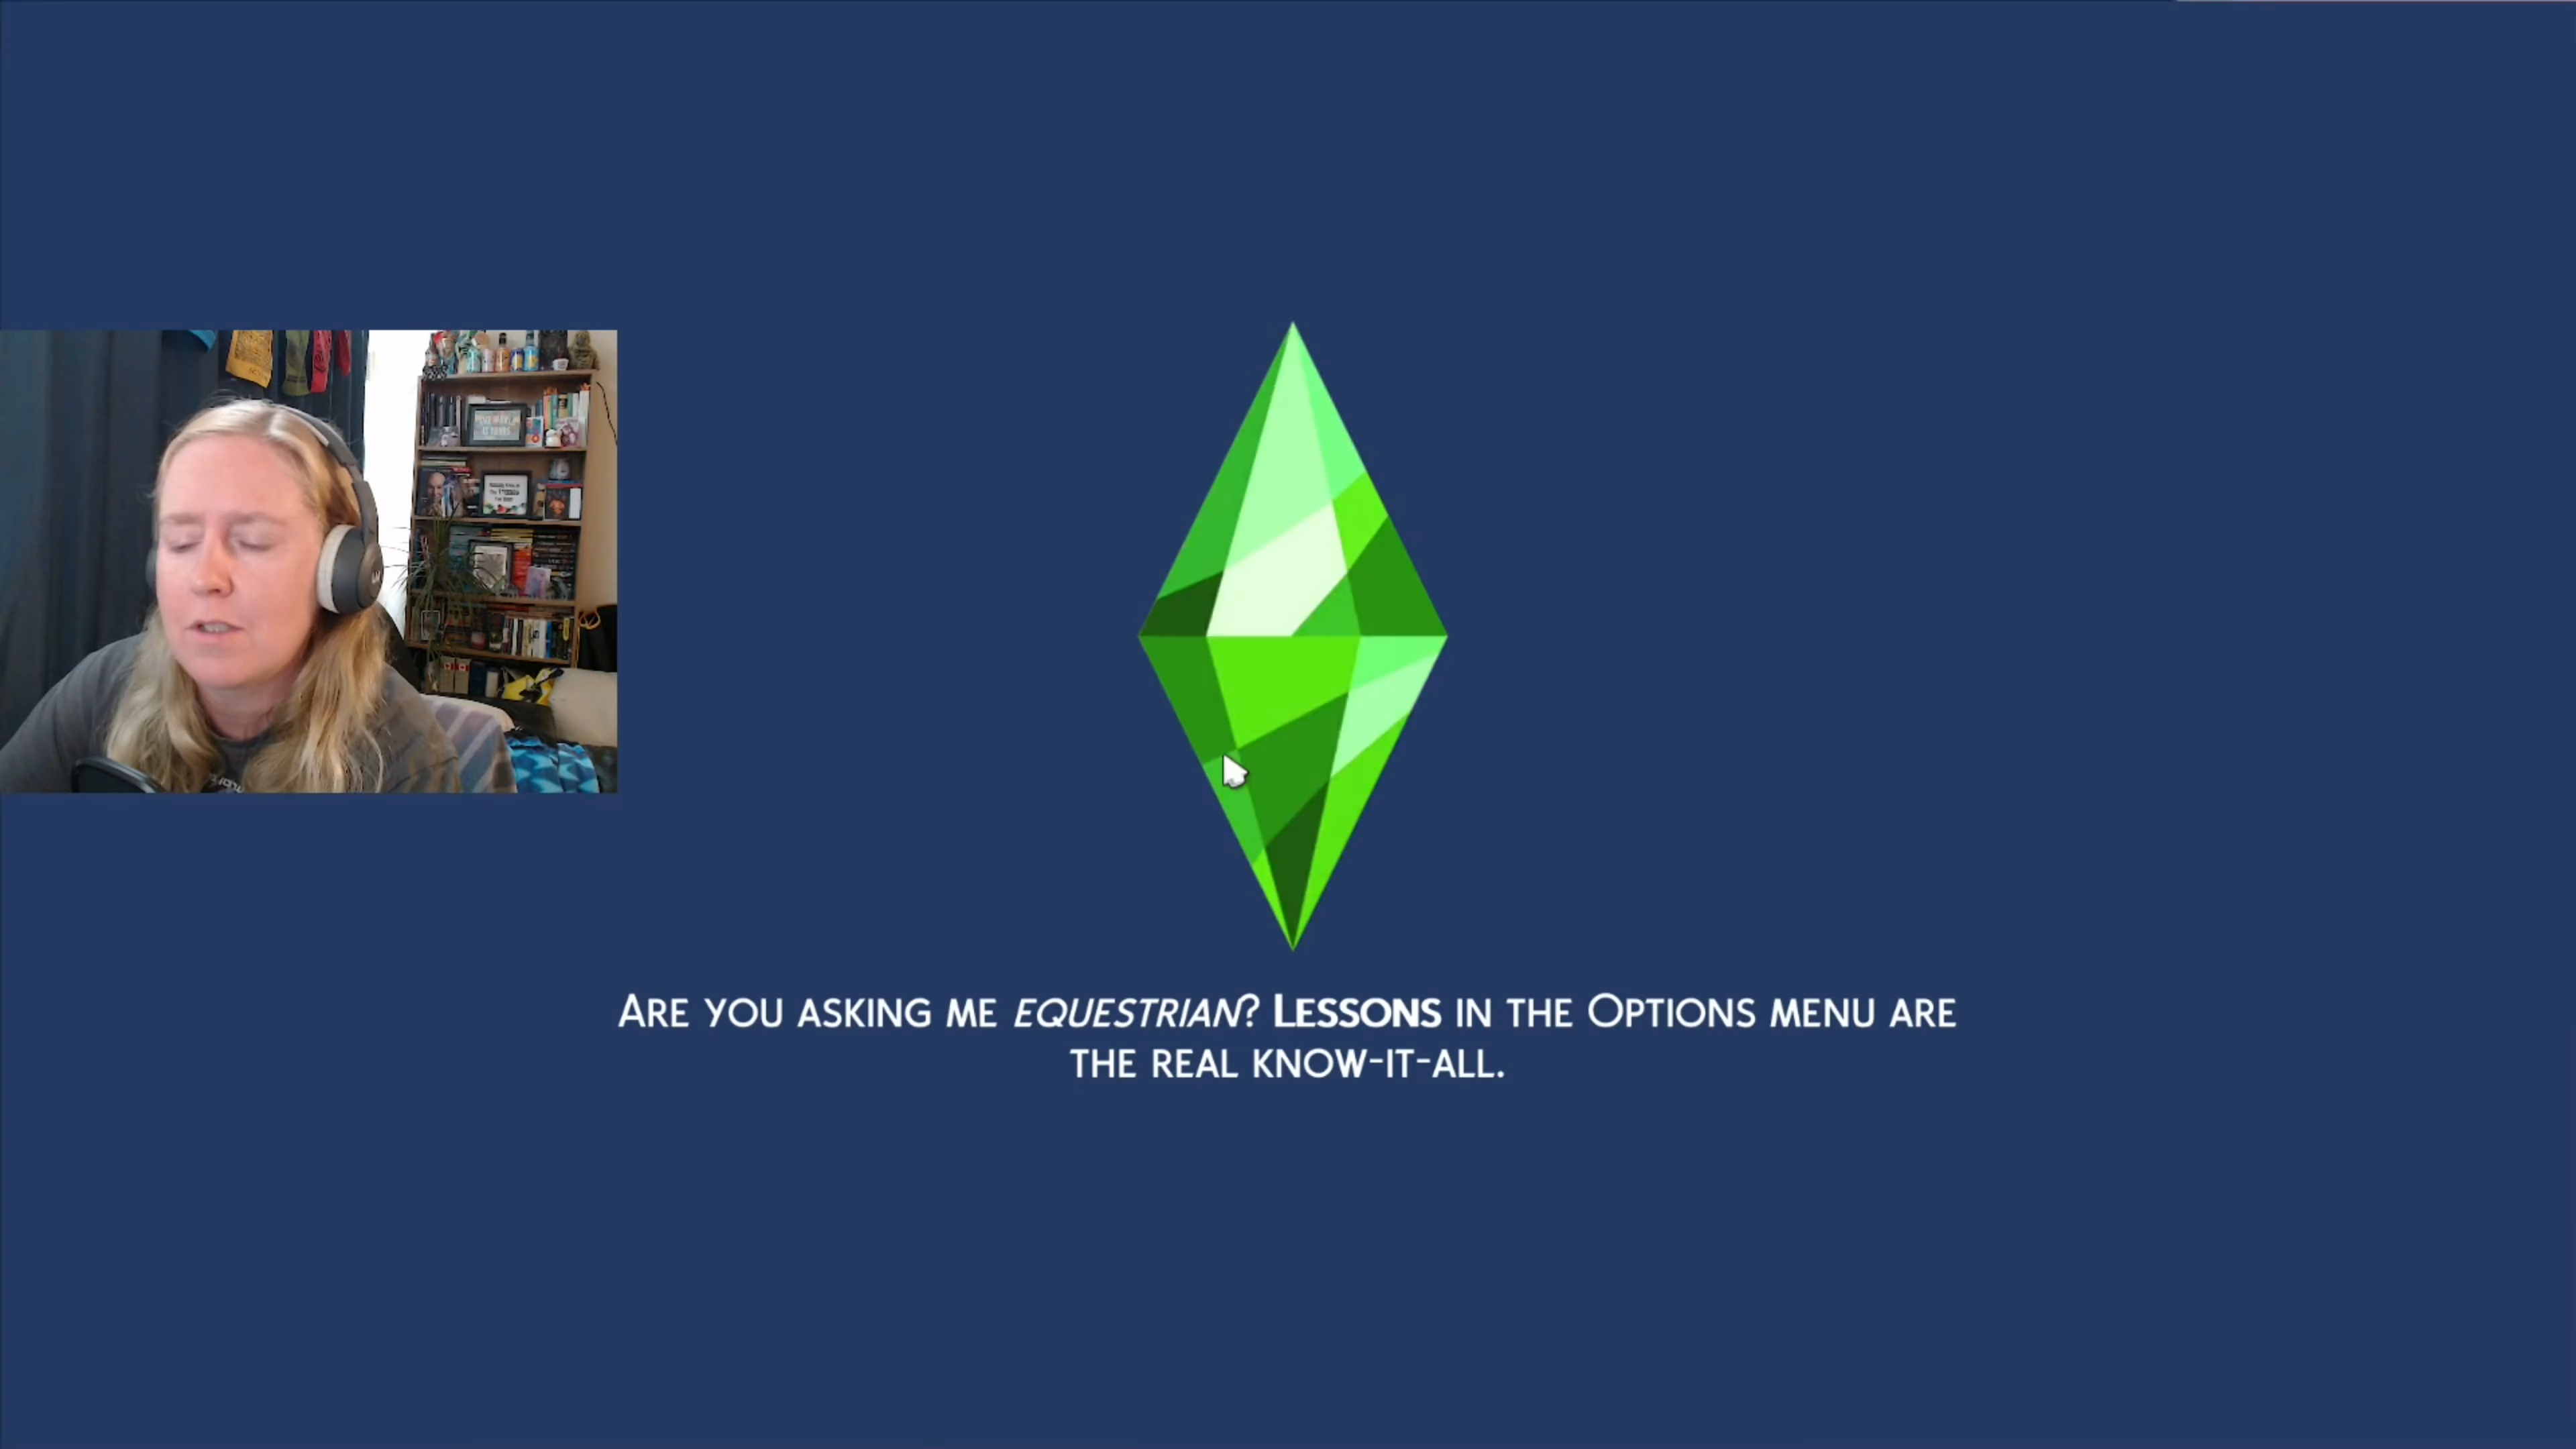 Are you asking me equestrian? Lessons in the Options menu are
the real know-it-all.